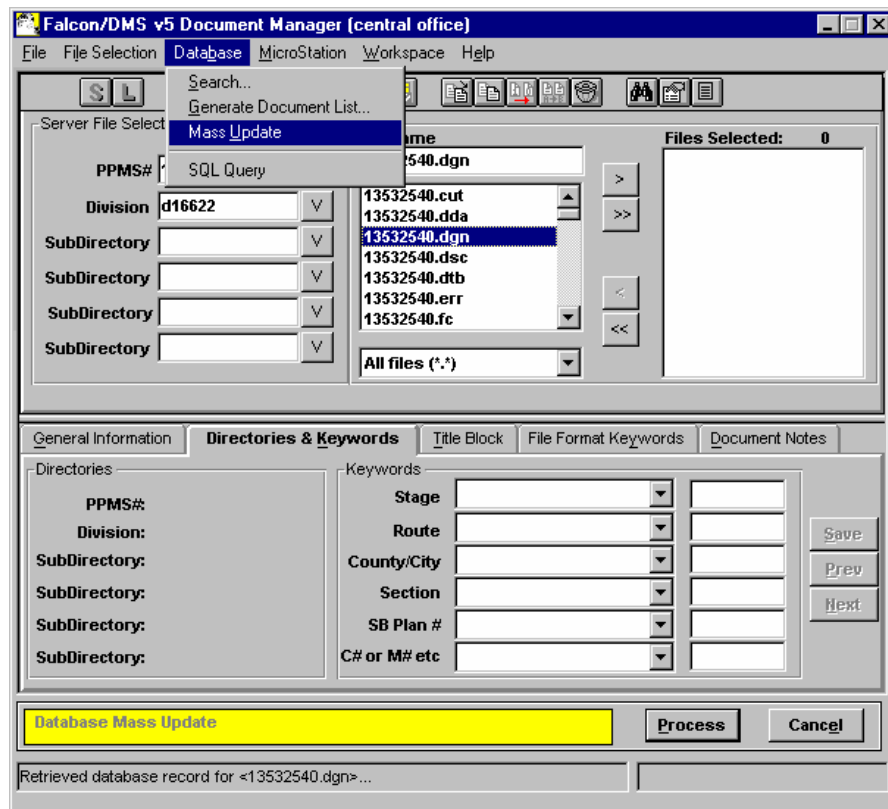 Falcon/DMS v5 Document Manager (central office)
File File Selection Database MicroStation Workspace Help
S L
Search...
Generate Document List...
Mass Update
SQL Query
Server File Select
Files Selected: 0
PPMS#
Division d16622 V
SubDirectory V
SubDirectory V
SubDirectory V
SubDirectory V
13532540.cut
13532540.dda
13532540.dgn
13532540.dsc
13532540.dtb
13532540.err
13532540.fc
All files (*.*)
>
>>
<
<<
General Information Directories & Keywords Title Block File Format Keywords Document Notes
Directories
PPMS#:
Division:
SubDirectory:
SubDirectory:
SubDirectory:
SubDirectory:
Keywords
Stage
Route
County/City
Section
SB Plan #
C# or M# etc
Save
Prev
Next
Database Mass Update
Process
Cancel
Retrieved database record for <13532540.dgn>...